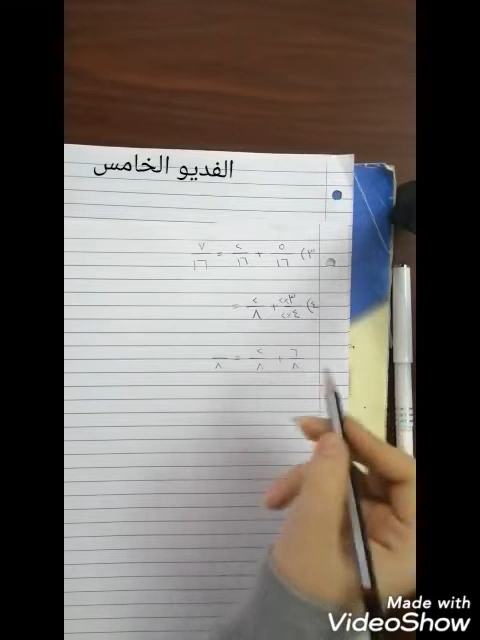 الفديو الخامس
٣) ٥/١٦ + ٢/١٦ = ٧/١٦
٤) ٣×٢/٤×٢ + ٢/٨ =
٦/٨ + ٢/٨ = /٨
Made with
VideoShow